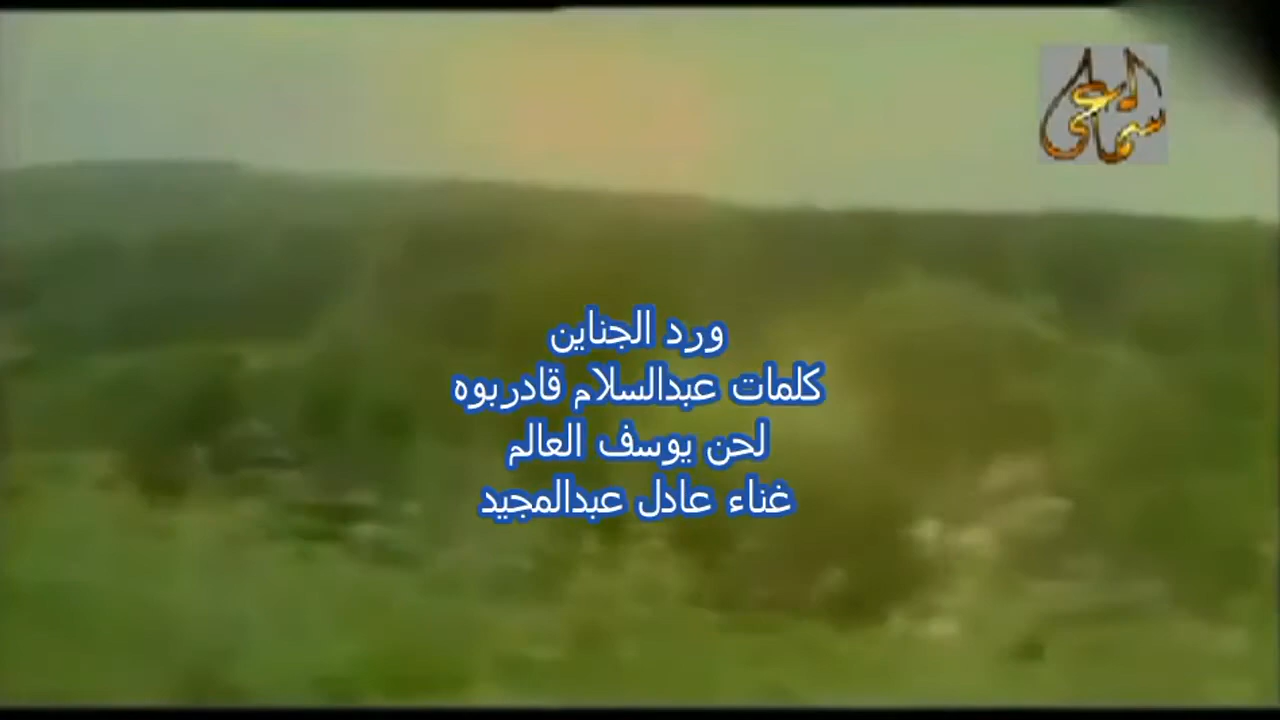 ورد الجناين
كلمات عبدالسلام قادربوه
لحن يوسف العالم
غناء عادل عبدالمجيد